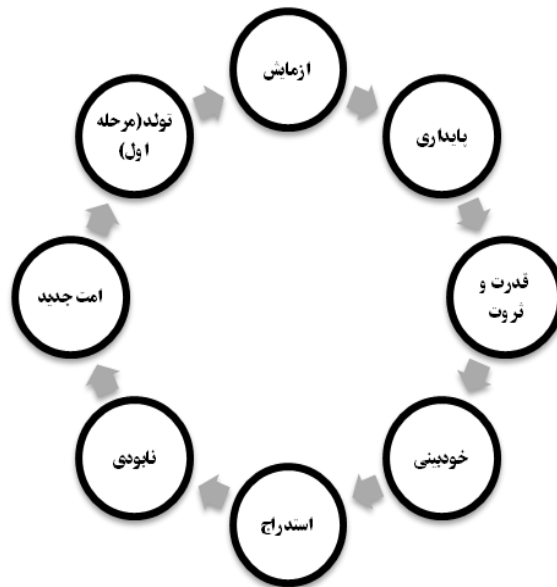 ازمایش
پایداری
قدرت و
ثروت
خودبینی
استدراج
نابودی
امت جدید
تولد(مرحله
اول)